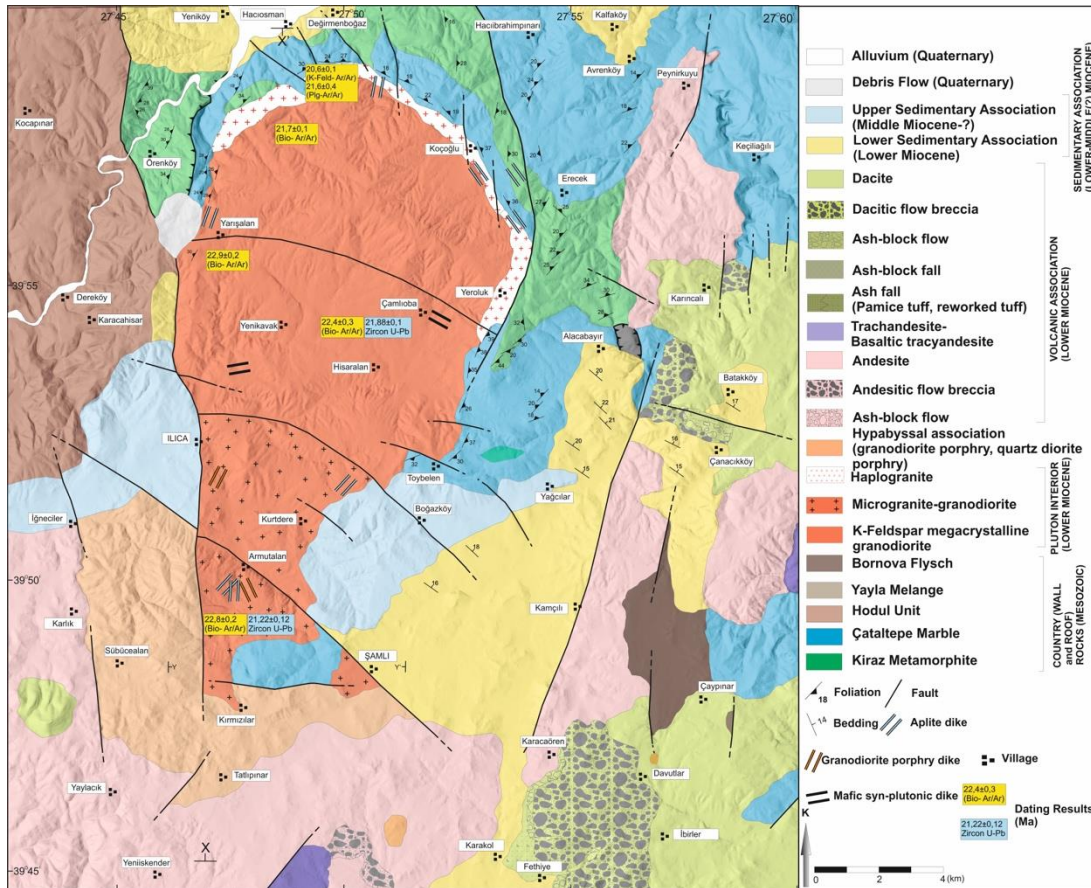 27 45
27 50
27 55
27 60
Yeniköy
Hacıosman
Değirmenboğaz
X'
Hacıibrahimpınarı
Kalfaköy
Avrenköy
Peynirkuyu
Kocapınar
20,6±0,1
(K-Feld- Ar/Ar)
21,6±0,4
(Plg-Ar/Ar)
21,7±0,1
(Bio- Ar/Ar)
Örenköy
Koçoğlu
Keçiliağılı
Erecek
Yarışalan
22,9±0,2
(Bio- Ar/Ar)
39 55
Dereköy
Karacahisar
Yeroluk
Karıncalı
Çamlıoba
Yenikavak
22,4±0,3
(Bio- Ar/Ar)
21,88±0,1
Zircon U-Pb
Hisaralan
Alacabayır
Batakköy
ILICA
Toybelen
Çanacıkköy
Yağcılar
İğneciler
Kurtdere
Boğazköy
Armutalan
39 50
Karlık
22,8±0,2
(Bio- Ar/Ar)
21,22±0,12
Zircon U-Pb
Kamçılı
Sübücealan
Y
ŞAMLI
Y'
Kırmızılar
Çaypınar
Karacaören
Tatlıpınar
Davutlar
Yaylacık
İbirler
X
Karakol
Yeniiskender
Fethiye
39 45
Alluvium (Quaternary)
Debris Flow (Quaternary)
Upper Sedimentary Association
(Middle Miocene-?)
Lower Sedimentary Association
(Lower Miocene)
Dacite
Dacitic flow breccia
Ash-block flow
Ash-block fall
Ash fall
(Pamice tuff, reworked tuff)
Trachandesite-
Basaltic tracyandesite
Andesite
Andesitic flow breccia
Ash-block flow
Hypabyssal association
(granodiorite porphry, quartz diorite
porphry)
Haplogranite
Microgranite-granodiorite
K-Feldspar megacrystalline
granodiorite
Bornova Flysch
Yayla Melange
Hodul Unit
Çataltepe Marble
Kiraz Metamorphite
SEDIMENTARY ASSOCIATION
(LOWER-MIDDLE(?) MIOCENE)
VOLCANIC ASSOCIATION
(LOWER MIOCENE)
PLUTON INTERIOR
(LOWER MIOCENE)
COUNTRY (WALL
and ROOF)
ROCKS (MESOZOIC)
18 Foliation
Fault
14 Bedding
Aplite dike
Granodiorite porphry dike
Village
Mafic syn-plutonic dike
22,4±0,3
(Bio- Ar/Ar)
21,22±0,12
Zircon U-Pb
Dating Results
(Ma)
K
0 2 4 (km)